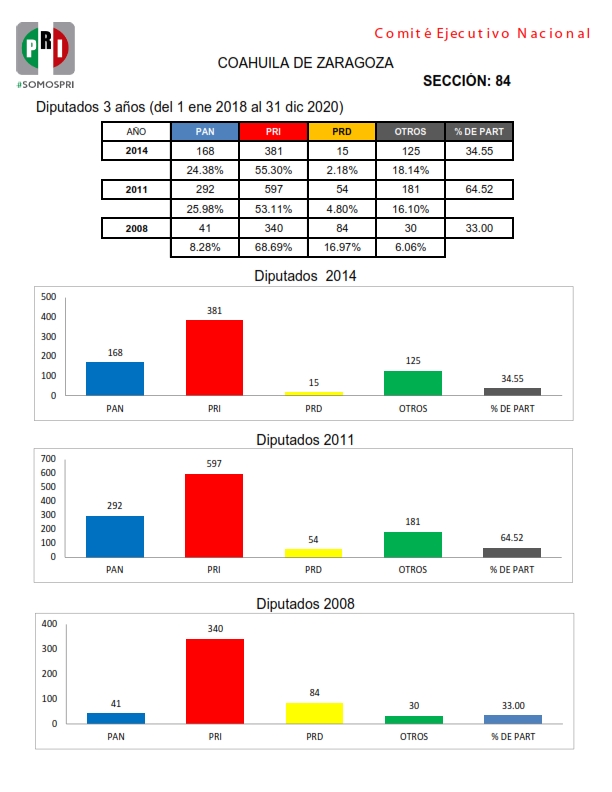 Comité Ejecutivo Nacional
PRI
#SOMOSPRI
COAHUILA DE ZARAGOZA
SECCIÓN: 84
Diputados 3 años (del 1 ene 2018 al 31 dic 2020)
AÑO PAN PRI PRD OTROS % DE PART
2014 168 381 15 125 34.55
24.38% 55.30% 2.18% 18.14%
2011 292 597 54 181 64.52
25.98% 53.11% 4.80% 16.10%
2008 41 340 84 30 33.00
8.28% 68.69% 16.97% 6.06%
Diputados 2014
500
400
300
200
100
0
168 381 15 125 34.55
PAN PRI PRD OTROS % DE PART
Diputados 2011
700
600
500
400
300
200
100
0
292 597 54 181 64.52
PAN PRI PRD OTROS % DE PART
Diputados 2008
400
300
200
100
0
41 340 84 30 33.00
PAN PRI PRD OTROS % DE PART